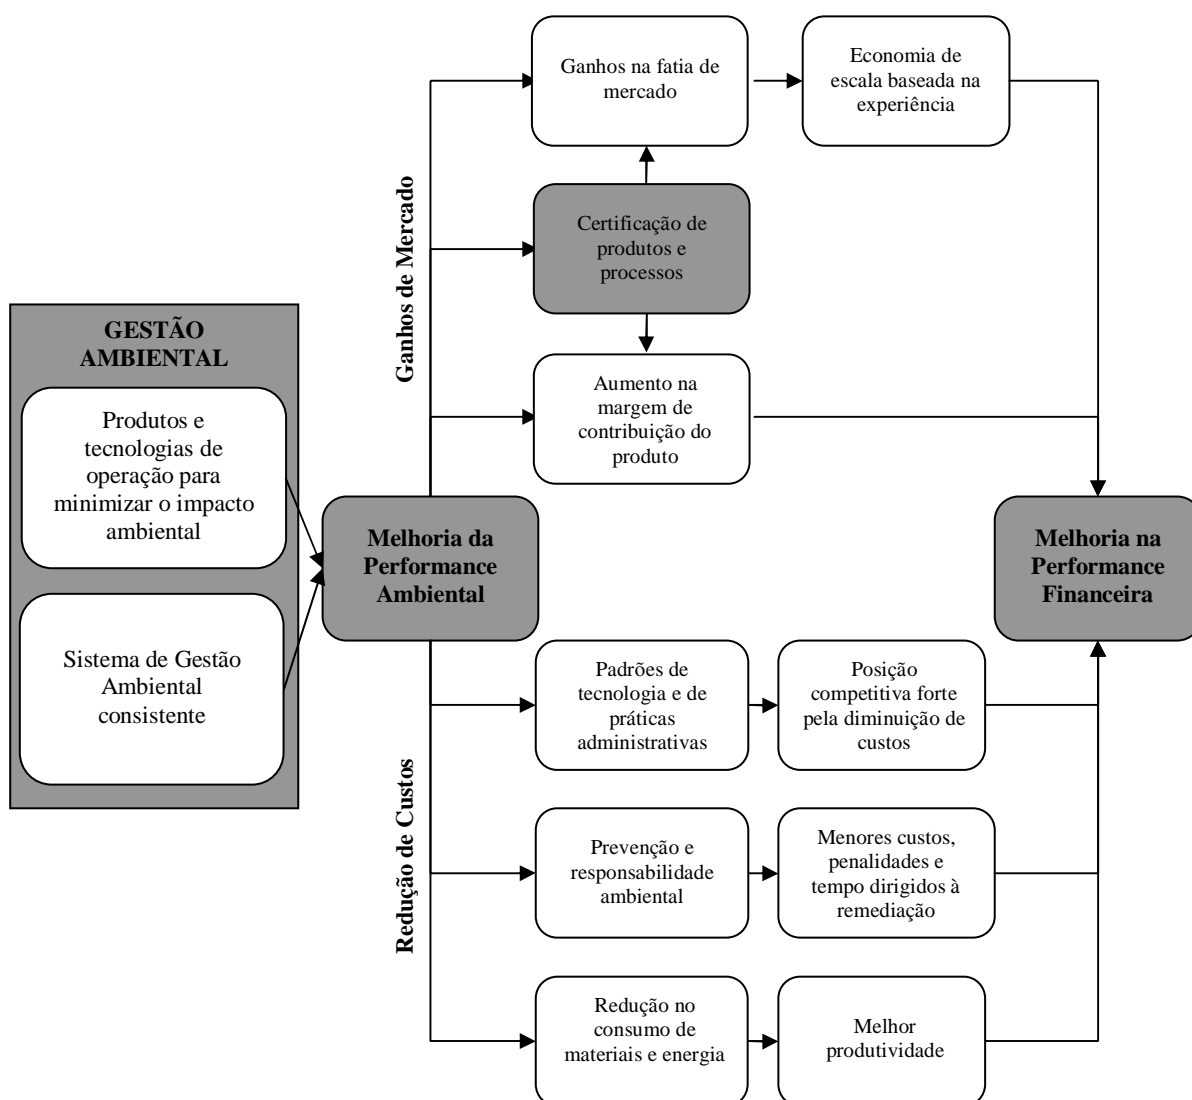 Ganhos na fatia de
mercado
Economia de
escala baseada na
experiência
Ganhos de Mercado
Certificação de
produtos e
processos
GESTÃO
AMBIENTAL
Aumento na
margem de
contribuição do
produto
Produtos e
tecnologias de
operação para
minimizar o impacto
ambiental
Melhoria da
Performance
Ambiental
Melhoria na
Performance
Financeira
Sistema de Gestão
Ambiental
consistente
Padrões de
tecnologia e de
práticas
administrativas
Posição
competitiva forte
pela diminuição de
custos
Redução de Custos
Prevenção e
responsabilidade
ambiental
Menores custos,
penalidades e
tempo dirigidos à
remediação
Redução no
consumo de
materiais e energia
Melhor
produtividade